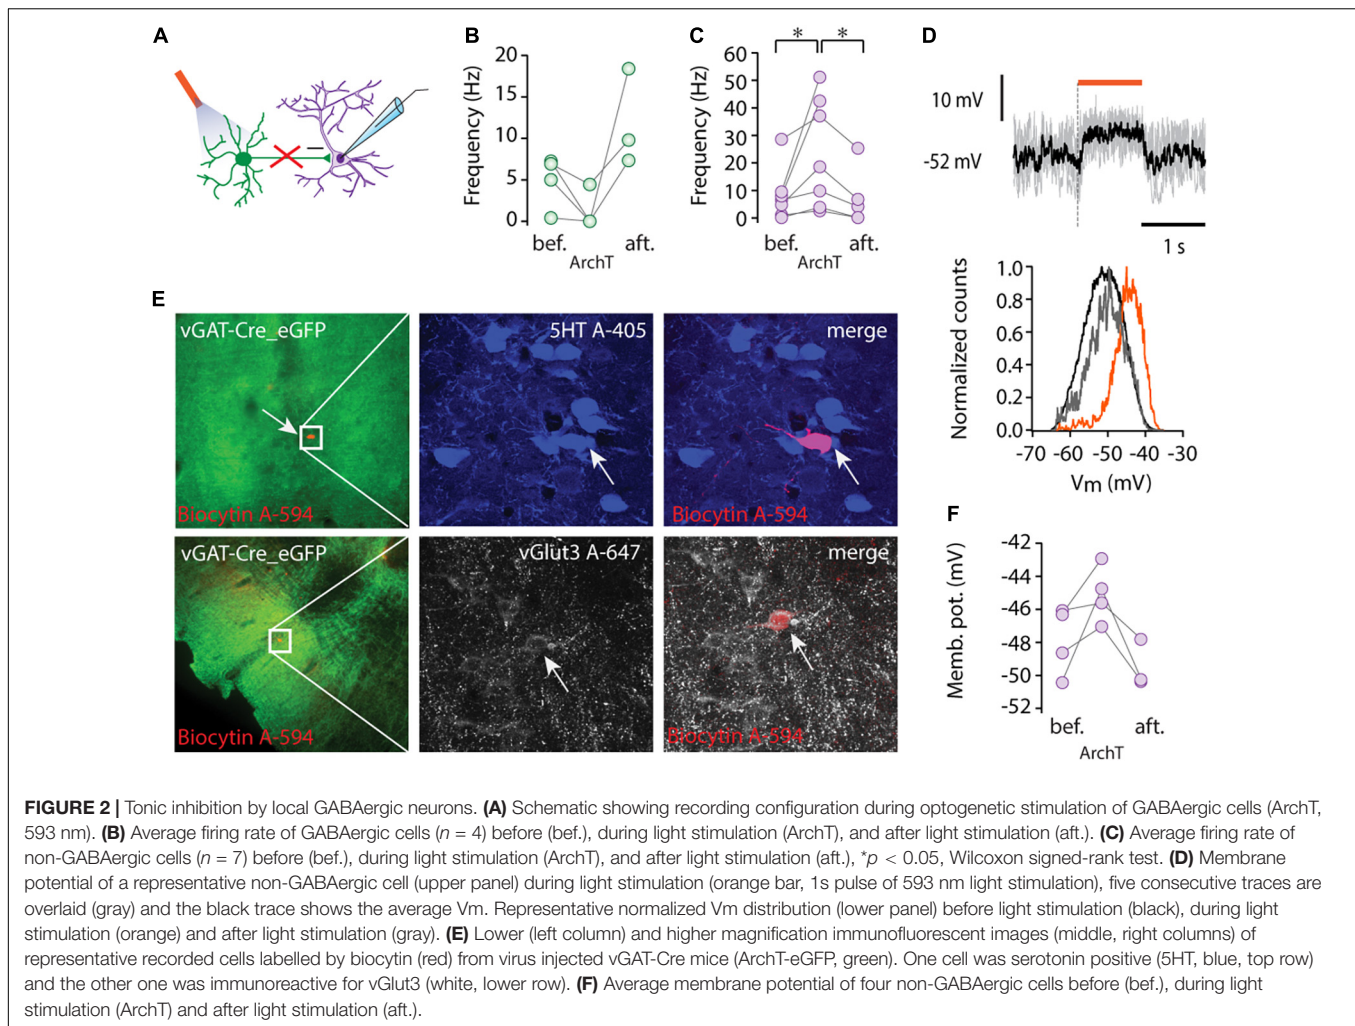 A
B
Frequency (Hz)
20
15
10
5
0
bef.
aft.
ArchT
C
Frequency (Hz)
60
50
40
30
20
10
0
* *
bef.
aft.
ArchT
D
10 mV
-52 mV
1 s
Normalized counts
1.0
0.8
0.6
0.4
0.2
0.0
-70 -60 -50 -40 -30
Vm (mV)
E
vGAT-Cre_eGFP
Biocytin A-594
5HT A-405
merge
Biocytin A-594
vGAT-Cre_eGFP
Biocytin A-594
vGlut3 A-647
merge
Biocytin A-594
F
Memb. pot. (mV)
-42
-44
-46
-48
-50
-52
bef.
aft.
ArchT
FIGURE 2 | Tonic inhibition by local GABAergic neurons. (A) Schematic showing recording configuration during optogenetic stimulation of GABAergic cells (ArchT,
593 nm). (B) Average firing rate of GABAergic cells (n = 4) before (bef.), during light stimulation (ArchT), and after light stimulation (aft.). (C) Average firing rate of
non-GABAergic cells (n = 7) before (bef.), during light stimulation (ArchT), and after light stimulation (aft.), *p < 0.05, Wilcoxon signed-rank test. (D) Membrane
potential of a representative non-GABAergic cell (upper panel) during light stimulation (orange bar, 1s pulse of 593 nm light stimulation), five consecutive traces are
overlaid (gray) and the black trace shows the average Vm. Representative normalized Vm distribution (lower panel) before light stimulation (black), during light
stimulation (orange) and after light stimulation (gray). (E) Lower (left column) and higher magnification immunofluorescent images (middle, right columns) of
representative recorded cells labelled by biocytin (red) from virus injected vGAT-Cre mice (ArchT-eGFP, green). One cell was serotonin positive (5HT, blue, top row)
and the other one was immunoreactive for vGlut3 (white, lower row). (F) Average membrane potential of four non-GABAergic cells before (bef.), during light
stimulation (ArchT) and after light stimulation (aft.).